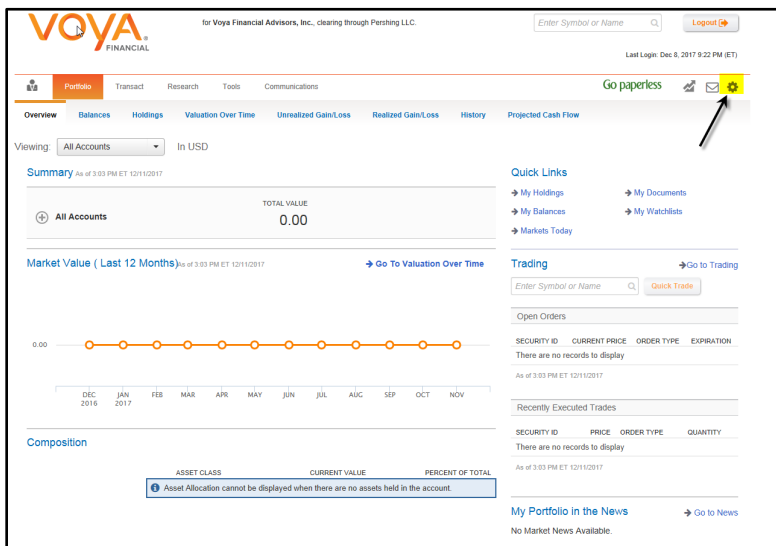 VOYA
FINANCIAL
for Voya Financial Advisors, Inc., clearing through Pershing LLC.
Enter Symbol or Name
Logout
Last Login: Dec 8, 2017 9:22 PM (ET)
Portfolio Transact Research Tools Communications
Go paperless
Overview Balances Holdings Valuation Over Time Unrealized Gain/Loss Realized Gain/Loss History Projected Cash Flow
Viewing: All Accounts In USD
Summary As of 3:03 PM ET 12/11/2017
All Accounts
TOTAL VALUE
0.00
Quick Links
My Holdings My Documents
My Balances My Watchlists
Markets Today
Market Value ( Last 12 Months) As of 3:03 PM ET 12/11/2017
Go To Valuation Over Time
0.00
DEC JAN FEB MAR APR MAY JUN JUL AUG SEP OCT NOV
2016 2017
Trading
Go to Trading
Enter Symbol or Name
Quick Trade
Open Orders
SECURITY ID CURRENT PRICE ORDER TYPE EXPIRATION
There are no records to display
As of 3:03 PM ET 12/11/2017
Recently Executed Trades
SECURITY ID PRICE ORDER TYPE QUANTITY
There are no records to display
As of 3:03 PM ET 12/11/2017
Composition
ASSET CLASS CURRENT VALUE PERCENT OF TOTAL
Asset Allocation cannot be displayed when there are no assets held in the account.
My Portfolio in the News
Go to News
No Market News Available.